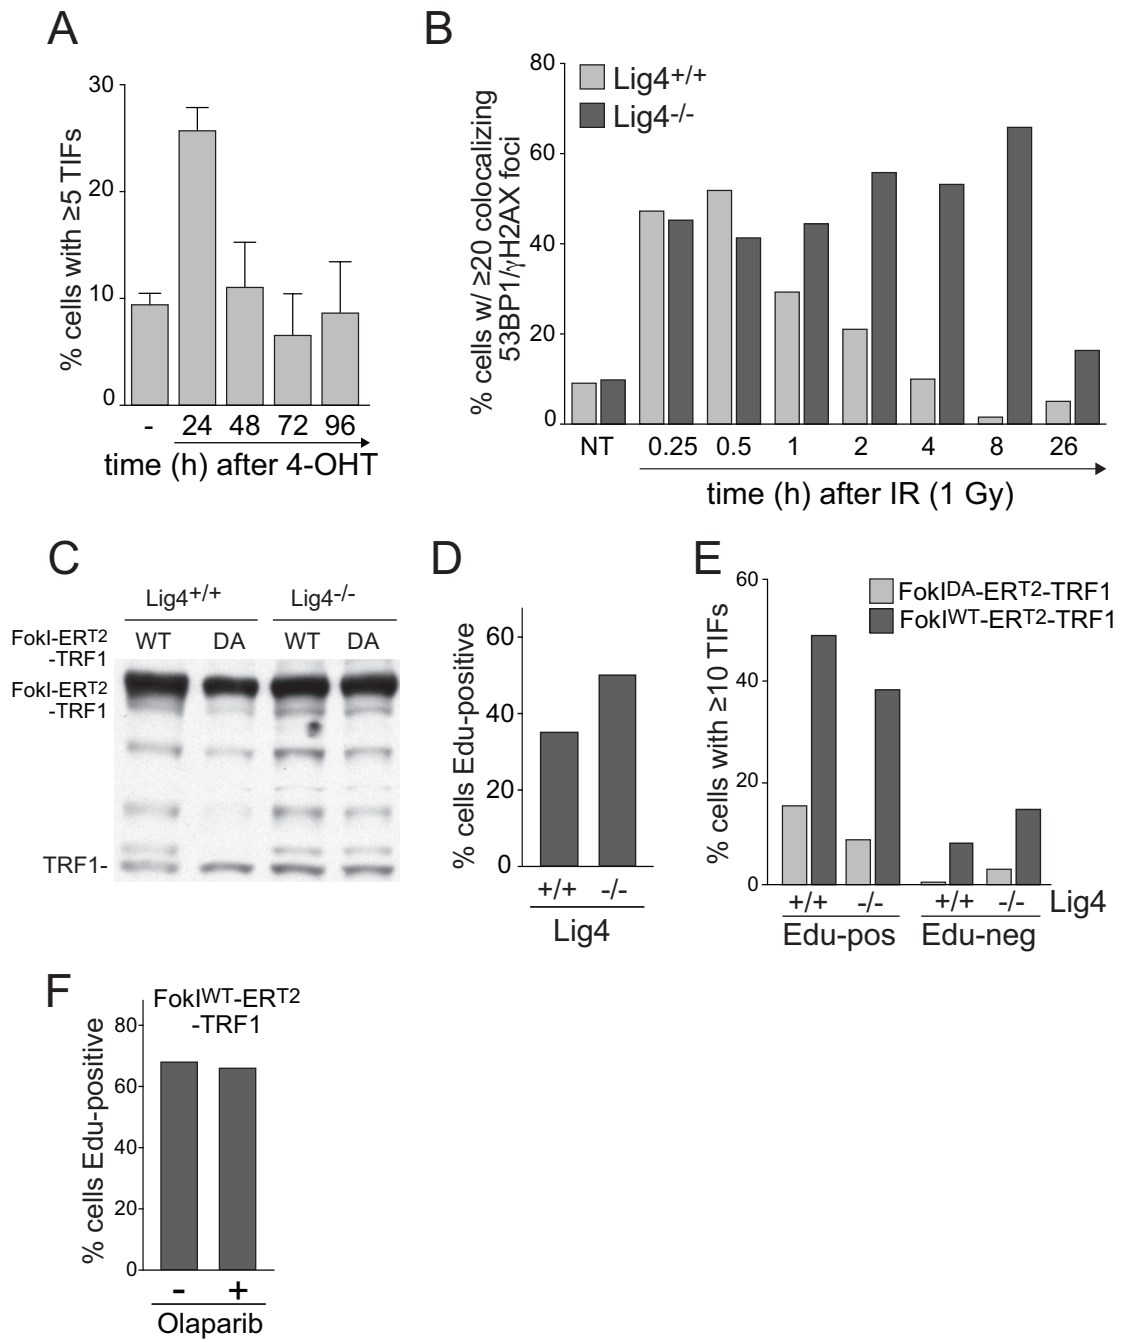 A
% cells with ≥5 TIFs
30
20
10
0
- 24 48 72 96
time (h) after 4-OHT
B
% cells w/ ≥20 colocalizing
53BP1/γH2AX foci
80
60
40
20
0
Lig4+/+
Lig4-/-
NT 0.25 0.5 1 2 4 8 26
time (h) after IR (1 Gy)
C
Lig4+/+ Lig4-/-
FokI-ERT2
-TRF1
WT DA WT DA
FokI-ERT2
-TRF1
TRF1-
D
% cells Edu-positive
60
40
20
0
+/+ -/-
Lig4
E
% cells with ≥10 TIFs
60
40
20
0
FokIDA-ERT2-TRF1
FokIWT-ERT2-TRF1
+/+ -/- +/+ -/- Lig4
Edu-pos Edu-neg
F
FokIWT-ERT2
-TRF1
% cells Edu-positive
80
60
40
20
0
- +
Olaparib